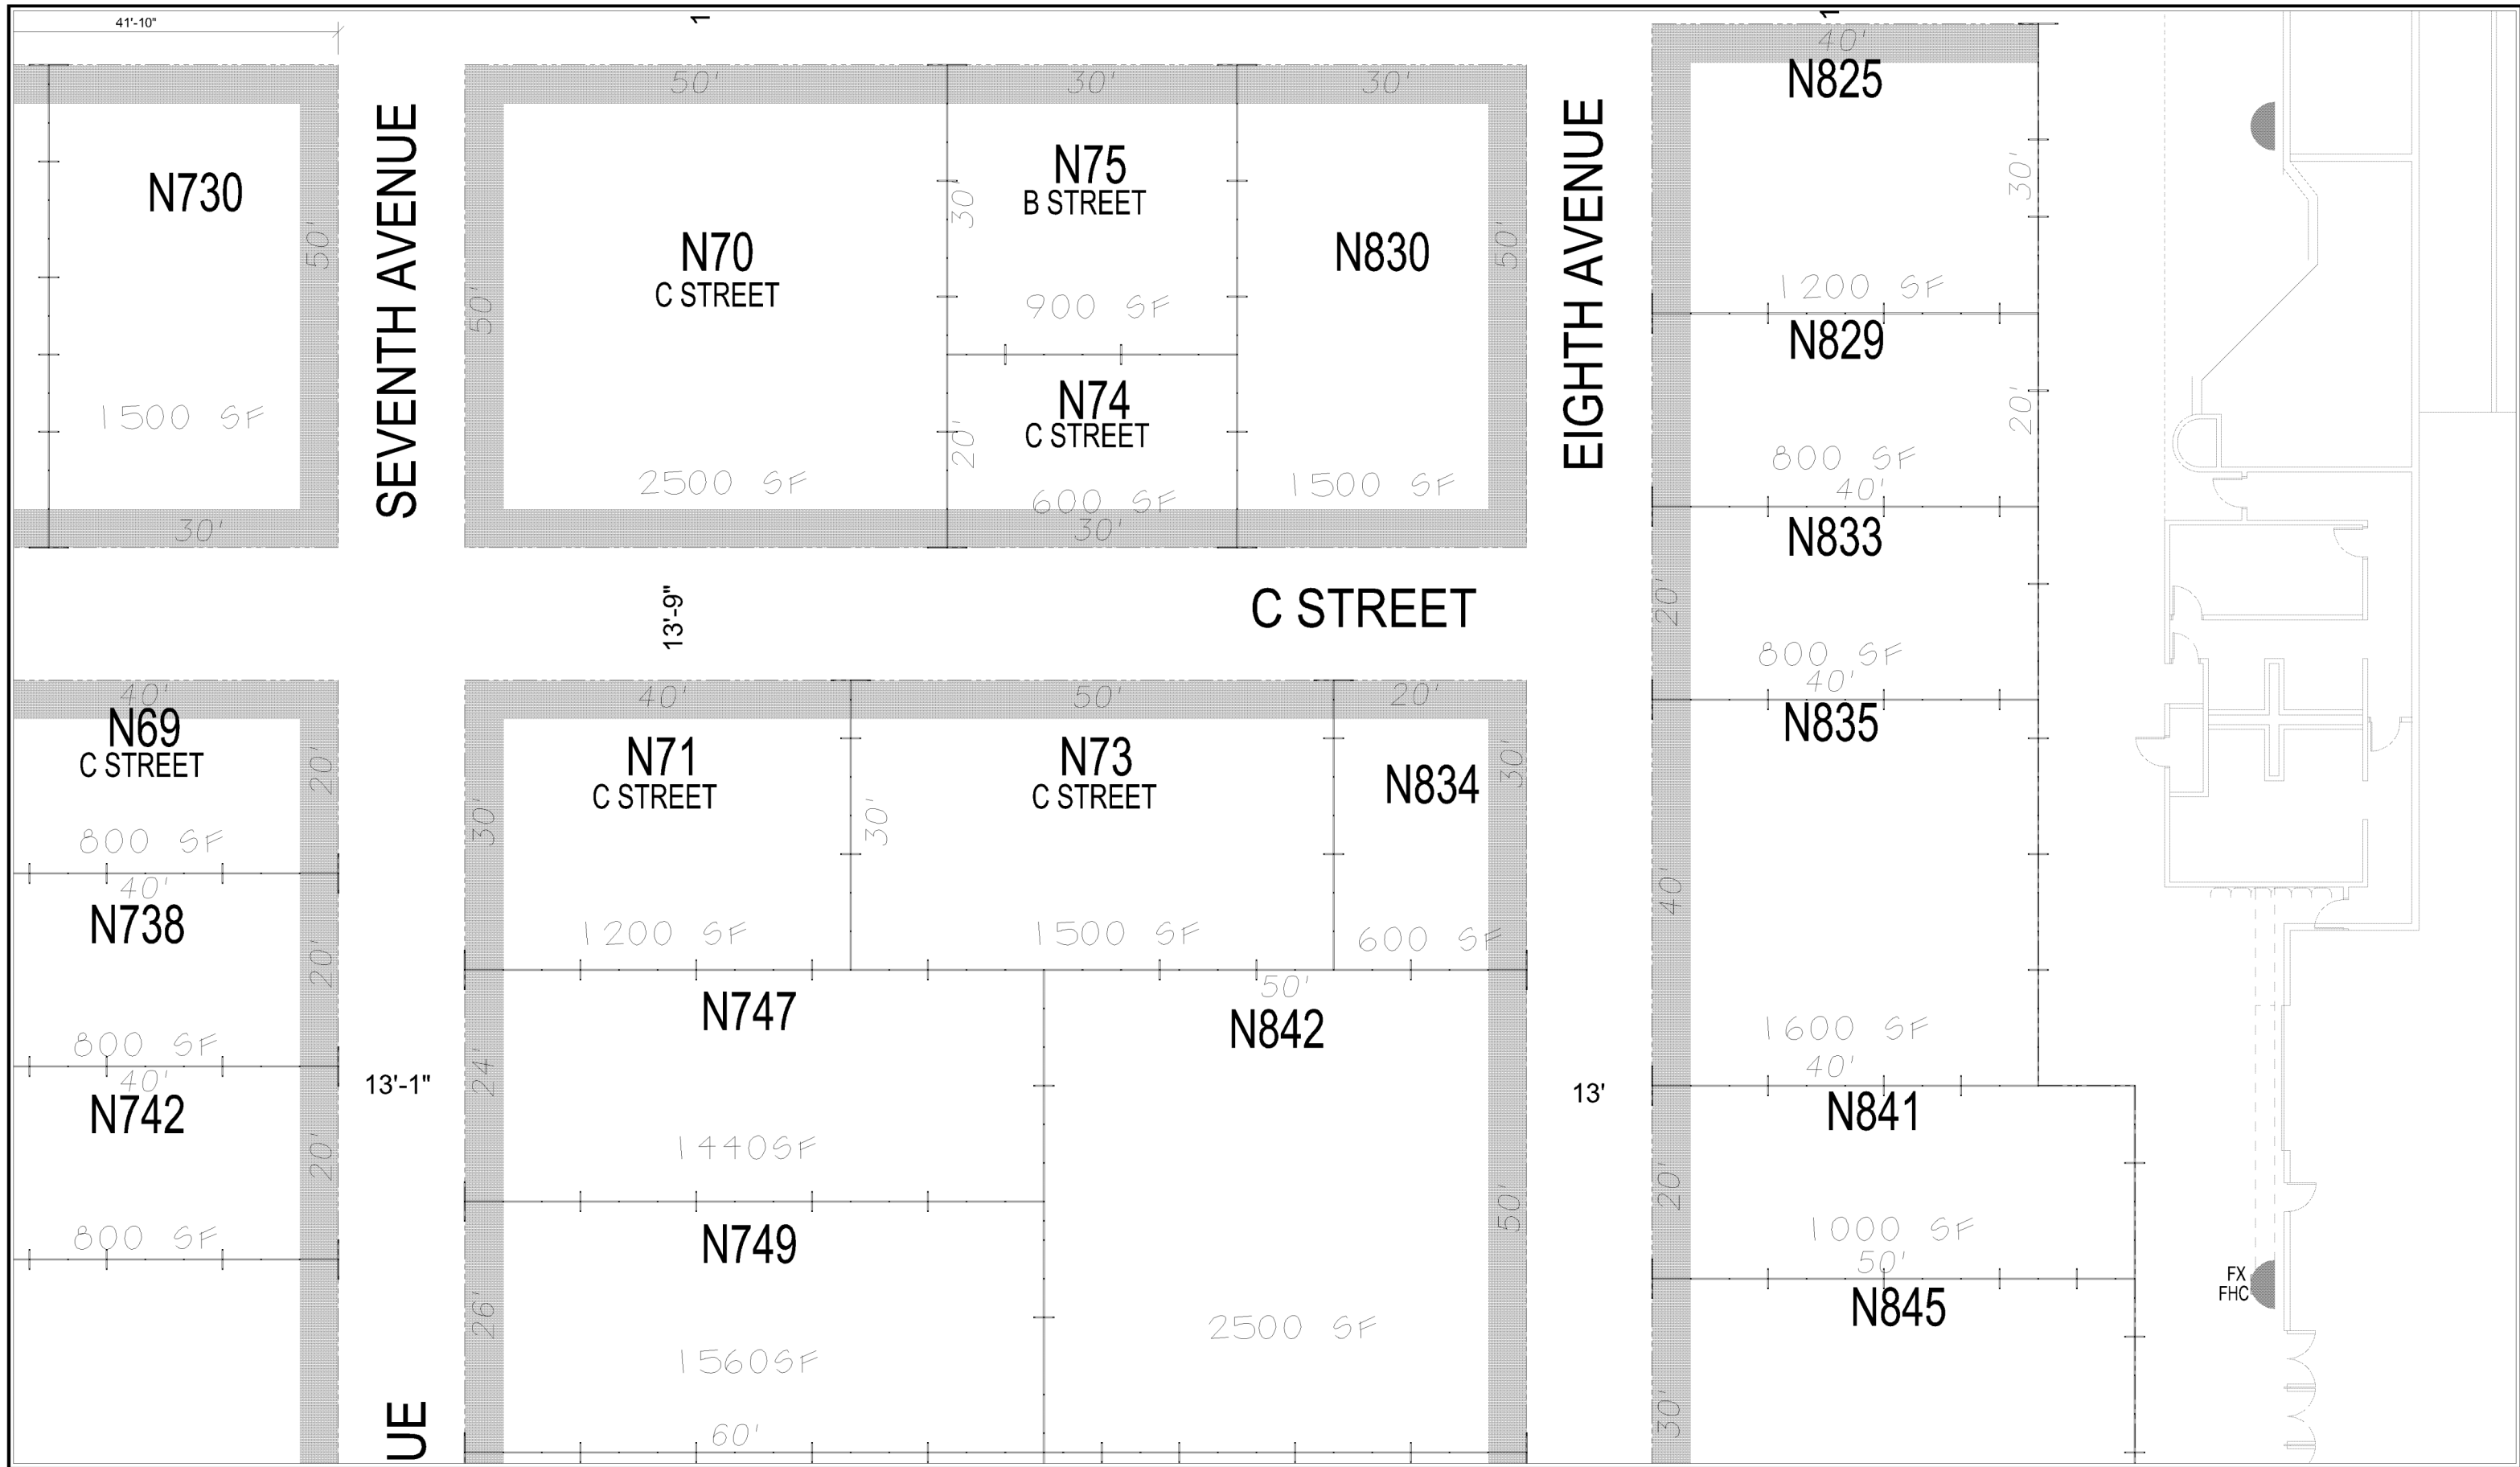 41'-10"
N730
50'
1500 SF
30'
SEVENTH AVENUE
50'
50'
N70
C STREET
2500 SF
30'
N75
B STREET
30'
900 SF
N74
C STREET
20'
600 SF
30'
30'
N830
50'
1500 SF
EIGHTH AVENUE
40'
N825
30'
1200 SF
N829
20'
800 SF
40'
N833
20'
800 SF
40'
N835
40'
1600 SF
40'
N841
20'
1000 SF
50'
N845
30'
13'-9"
C STREET
40'
N69
C STREET
20'
800 SF
40'
N738
20'
800 SF
40'
N742
20'
800 SF
13'-1"
UE
40'
N71
C STREET
30'
30'
1200 SF
50'
N73
C STREET
1500 SF
20'
N834
30'
600 SF
N747
24'
1440SF
N749
26'
1560SF
60'
50'
N842
50'
2500 SF
13'
FX
FHC